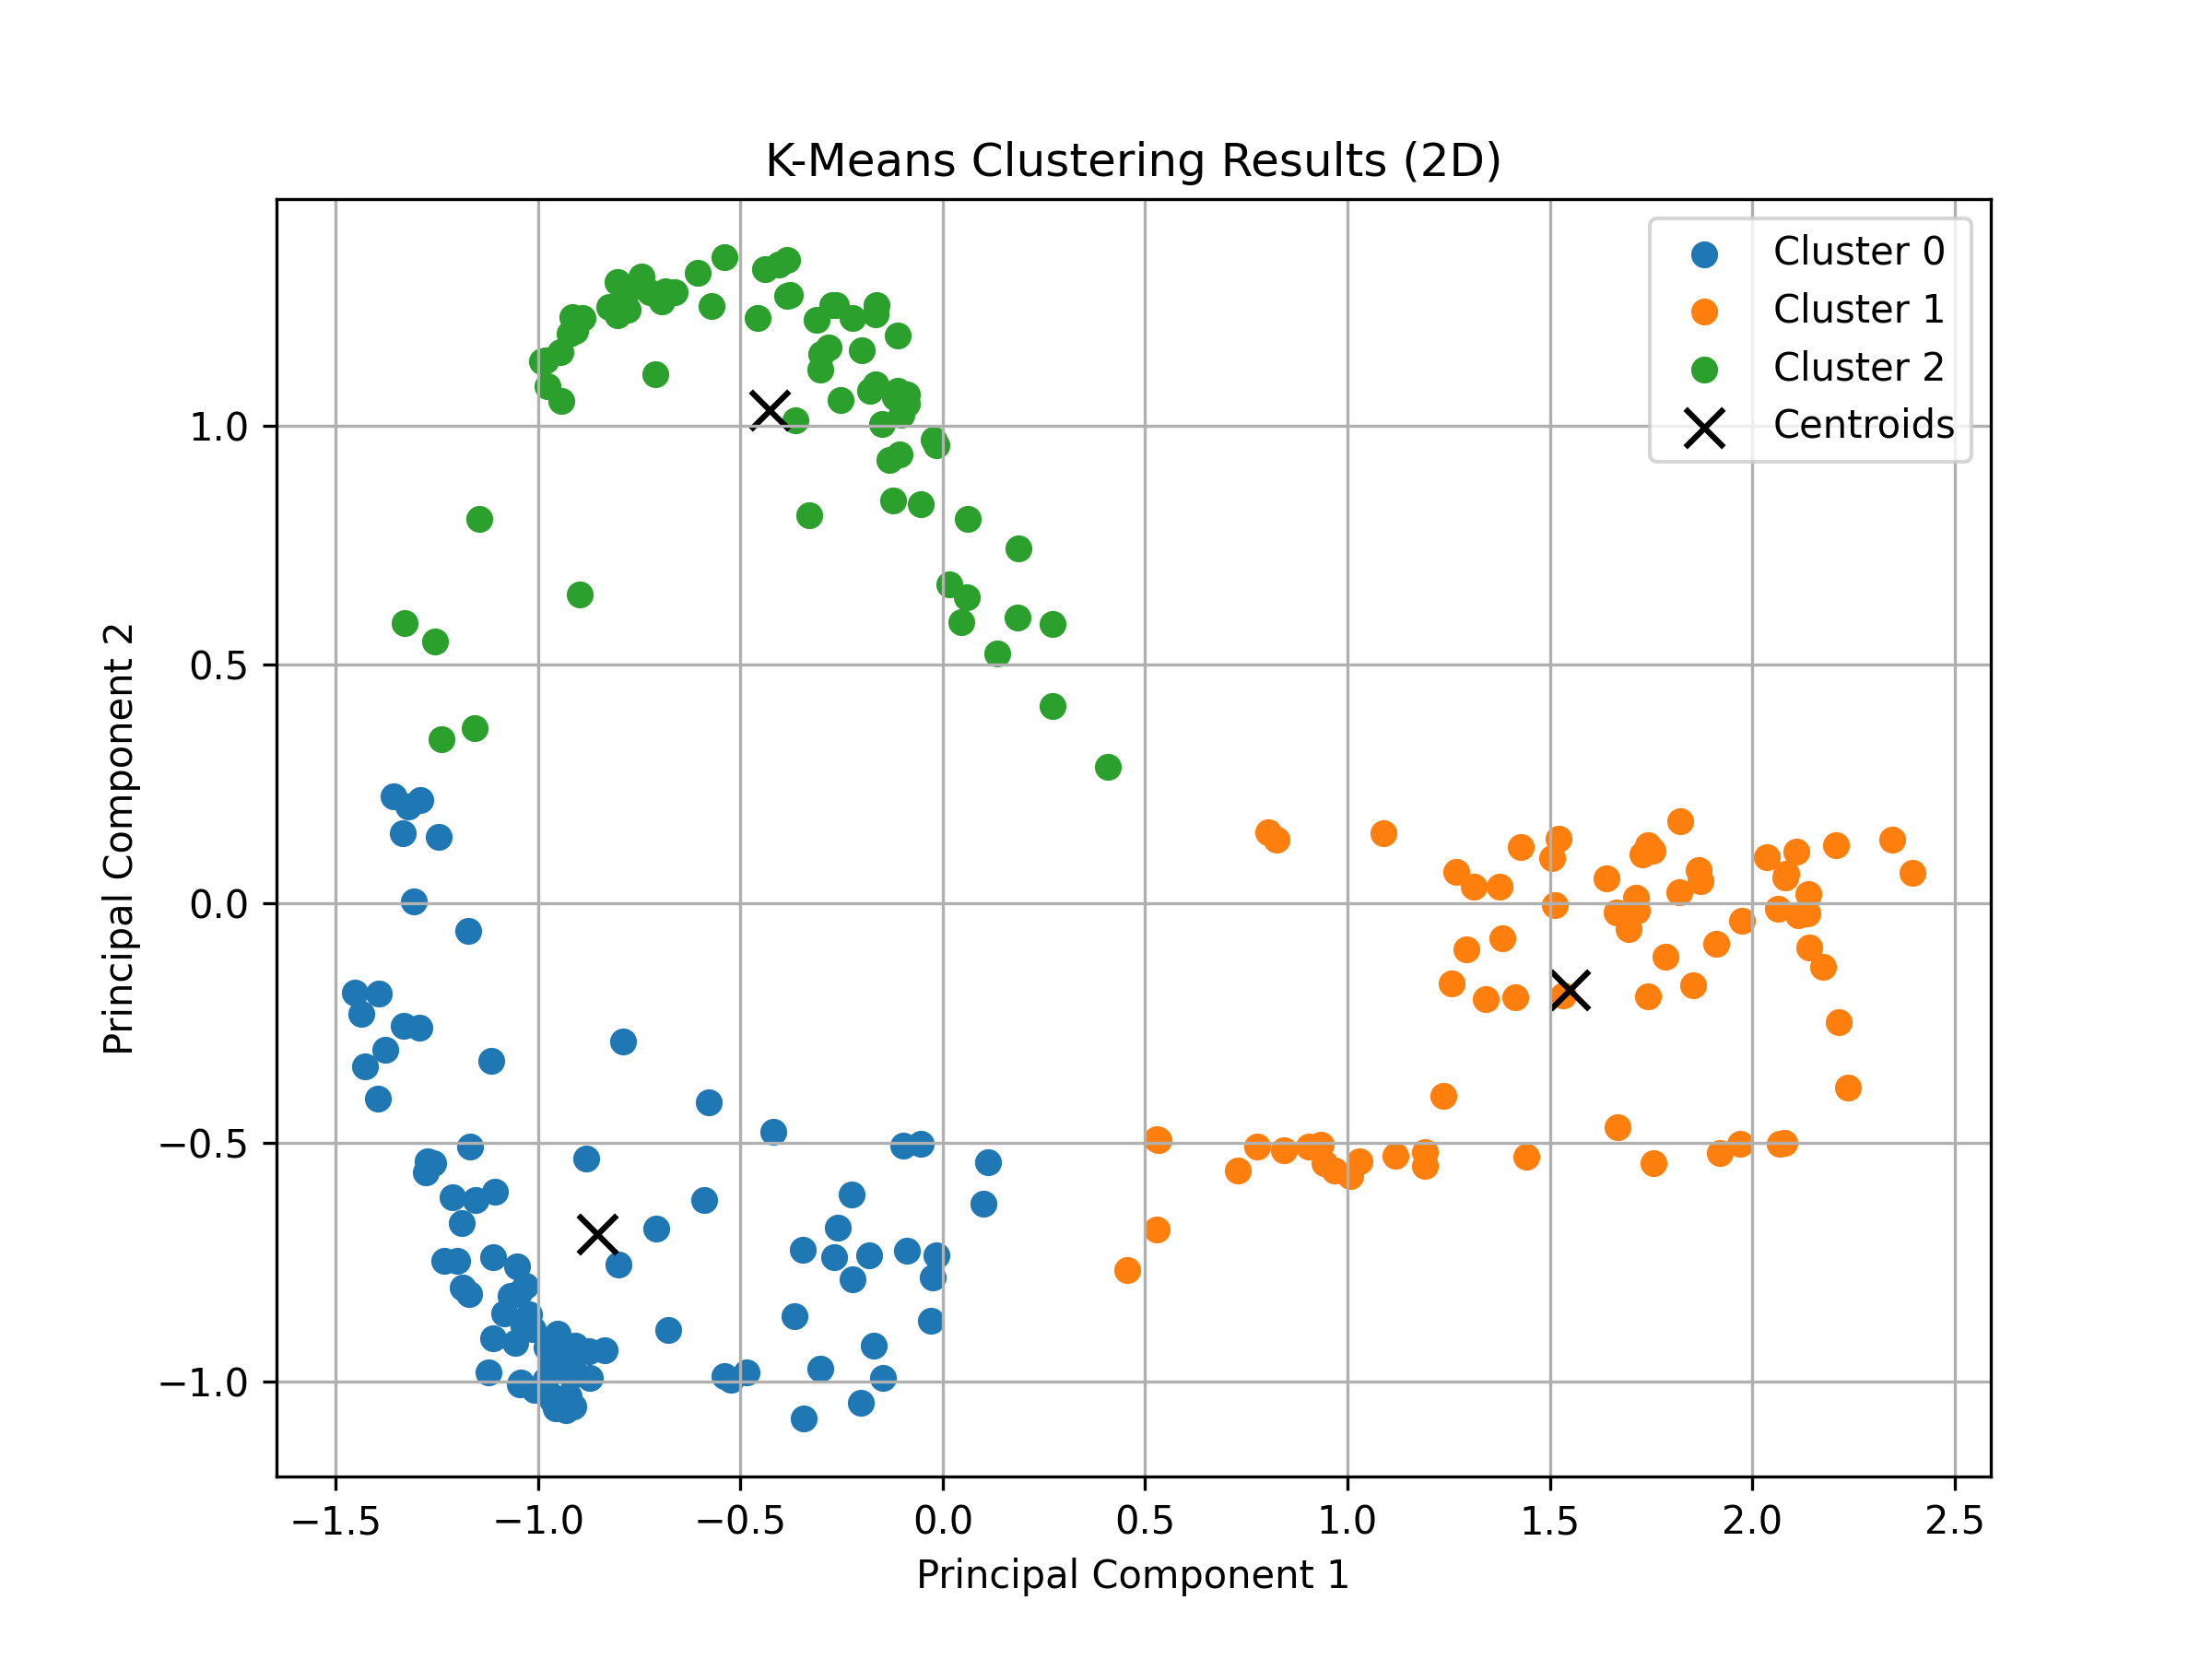 K-Means Clustering Results (2D)
Cluster 0
Cluster 1
Cluster 2
Centroids
Principal Component 2
1.0
0.5
0.0
−0.5
−1.0
−1.5 −1.0 −0.5 0.0 0.5 1.0 1.5 2.0 2.5
Principal Component 1